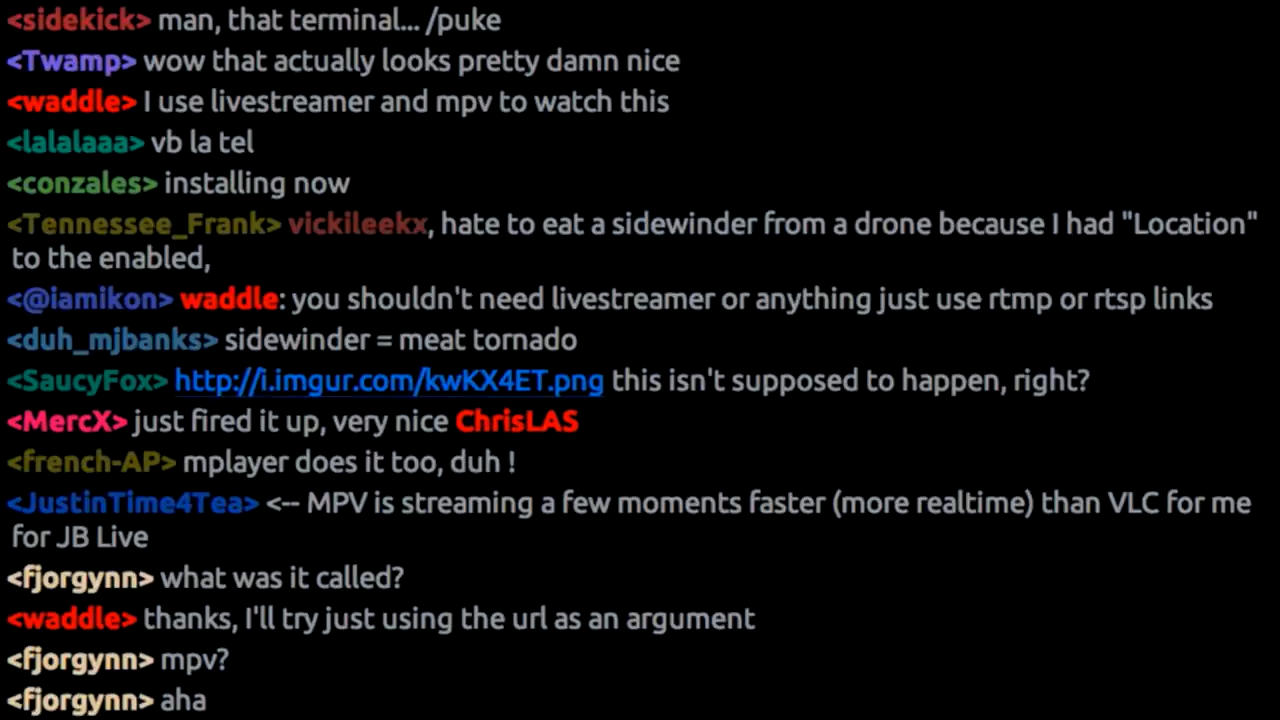 <sidekick> man, that terminal... /puke
<Twamp> wow that actually looks pretty damn nice
<waddle> I use livestreamer and mpv to watch this
<lalalaaa> vb la tel
<conzales> installing now
<Tennessee_Frank> vickileekx, hate to eat a sidewinder from a drone because I had "Location"
to the enabled,
<@iamikon> waddle: you shouldn't need livestreamer or anything just use rtmp or rtsp links
<duh_mjbanks> sidewinder = meat tornado
<SaucyFox> http://i.imgur.com/kwKX4ET.png this isn't supposed to happen, right?
<MercX> just fired it up, very nice ChrisLAS
<french-AP> mplayer does it too, duh !
<JustinTime4Tea> <-- MPV is streaming a few moments faster (more realtime) than VLC for me
for JB Live
<fjorgynn> what was it called?
<waddle> thanks, I'll try just using the url as an argument
<fjorgynn> mpv?
<fjorgynn> aha